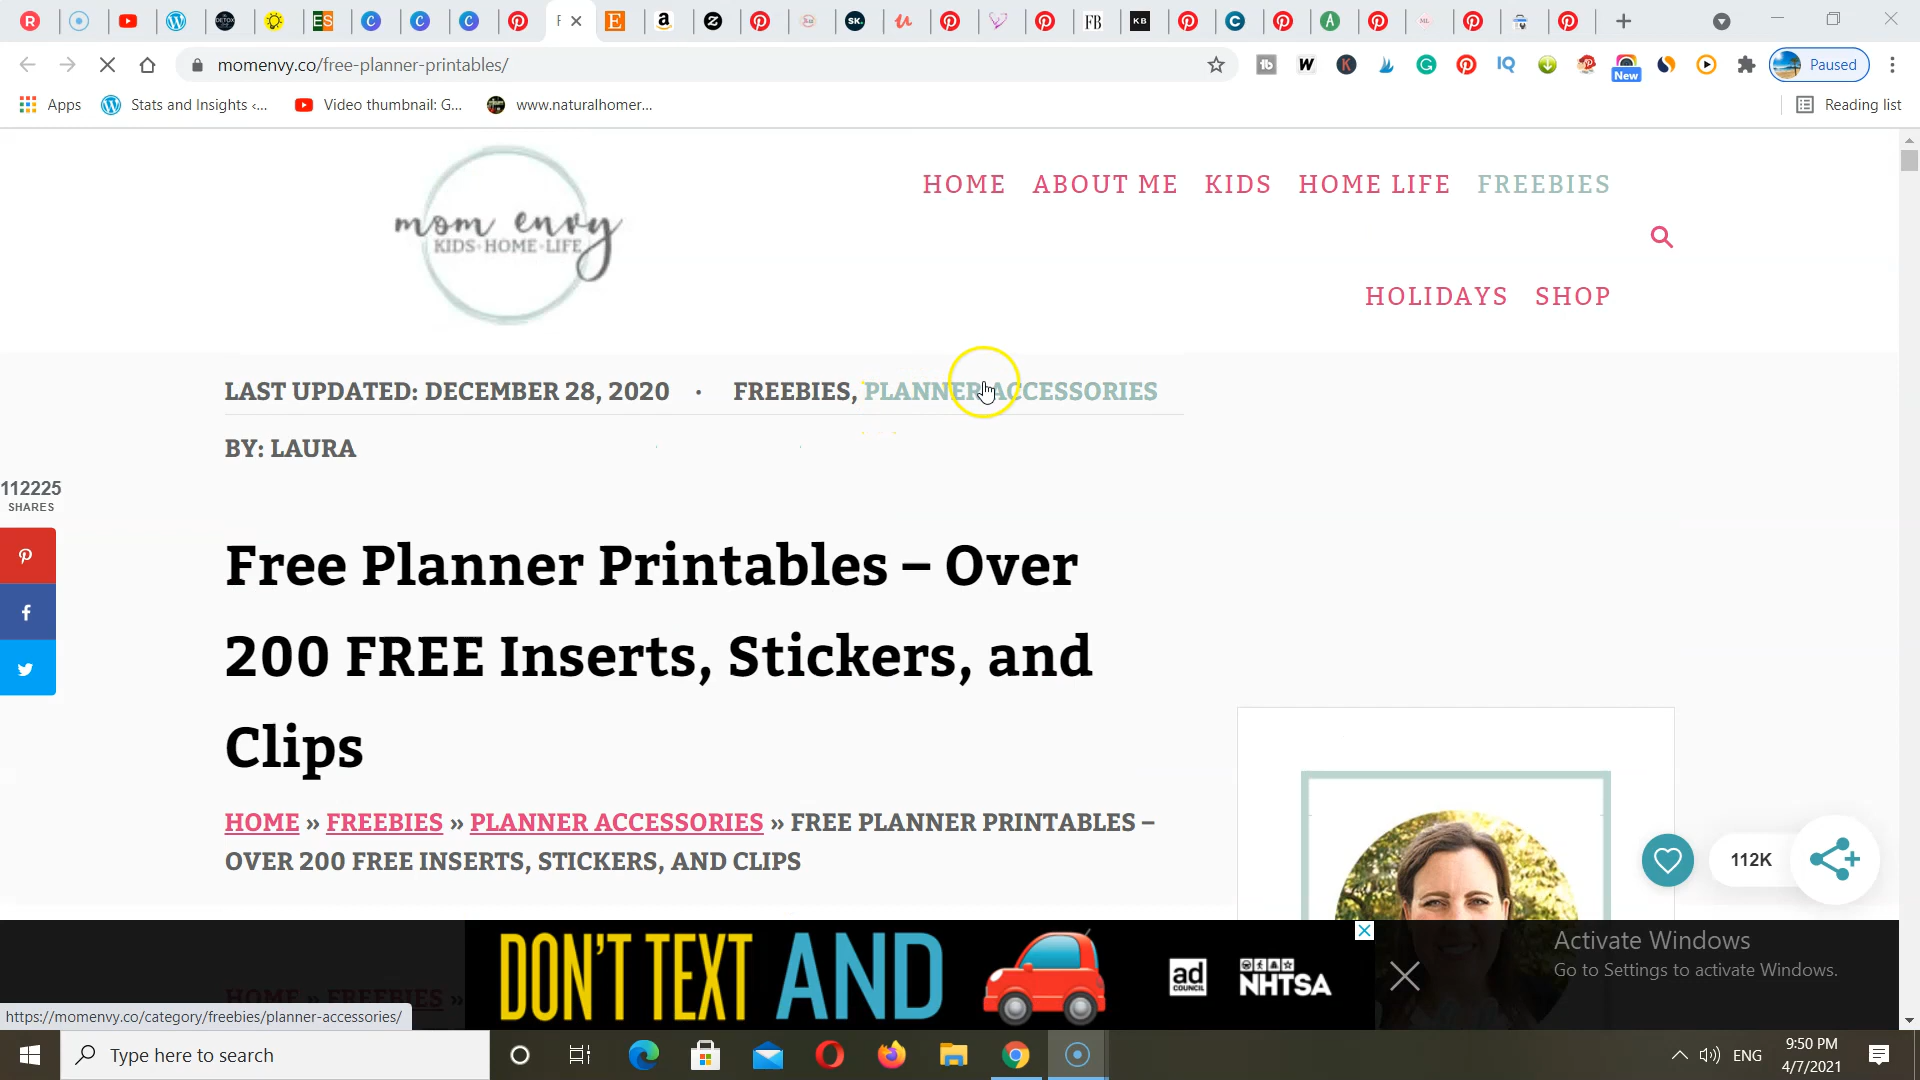 momenvy.co/free-planner-printables/
New
Paused
Apps
Stats and Insights ‹...
Video thumbnail: G...
www.naturalhomer...
Reading list
mom envy
KIDS·HOME·LIFE
HOME ABOUT ME KIDS HOME LIFE FREEBIES
HOLIDAYS SHOP
LAST UPDATED: DECEMBER 28, 2020 · FREEBIES, PLANNER ACCESSORIES
BY: LAURA
112225
SHARES
Free Planner Printables – Over
200 FREE Inserts, Stickers, and
Clips
HOME » FREEBIES » PLANNER ACCESSORIES » FREE PLANNER PRINTABLES –
OVER 200 FREE INSERTS, STICKERS, AND CLIPS
112K
DON'T TEXT AND
ad
COUNCIL
NHTSA
Activate Windows
Go to Settings to activate Windows.
HOME » FREEBIES »
https://momenvy.co/category/freebies/planner-accessories/
Type here to search
ENG
9:50 PM
4/7/2021